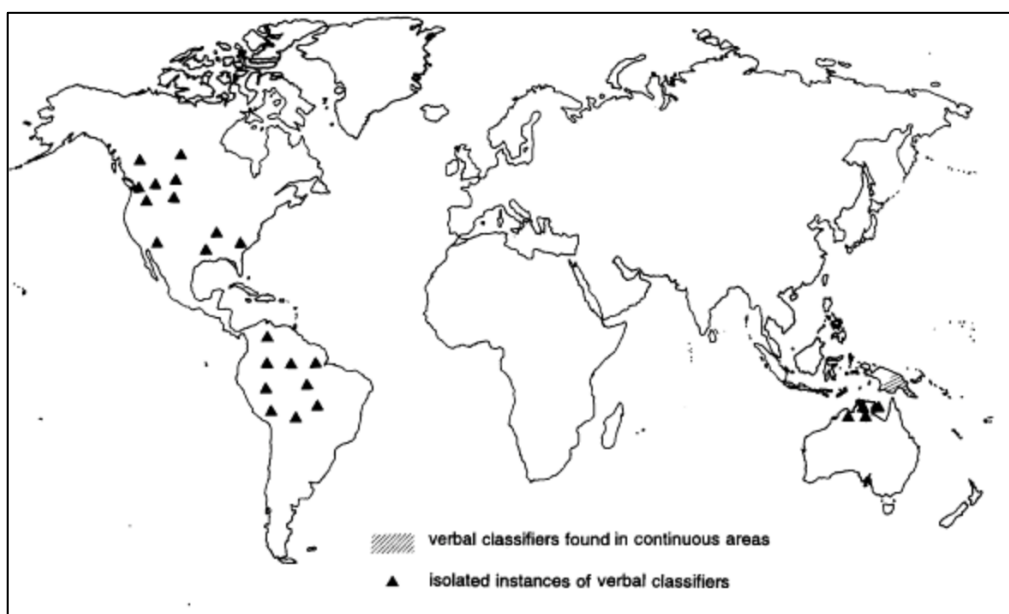 verbal classifiers found in continuous areas
isolated instances of verbal classifiers